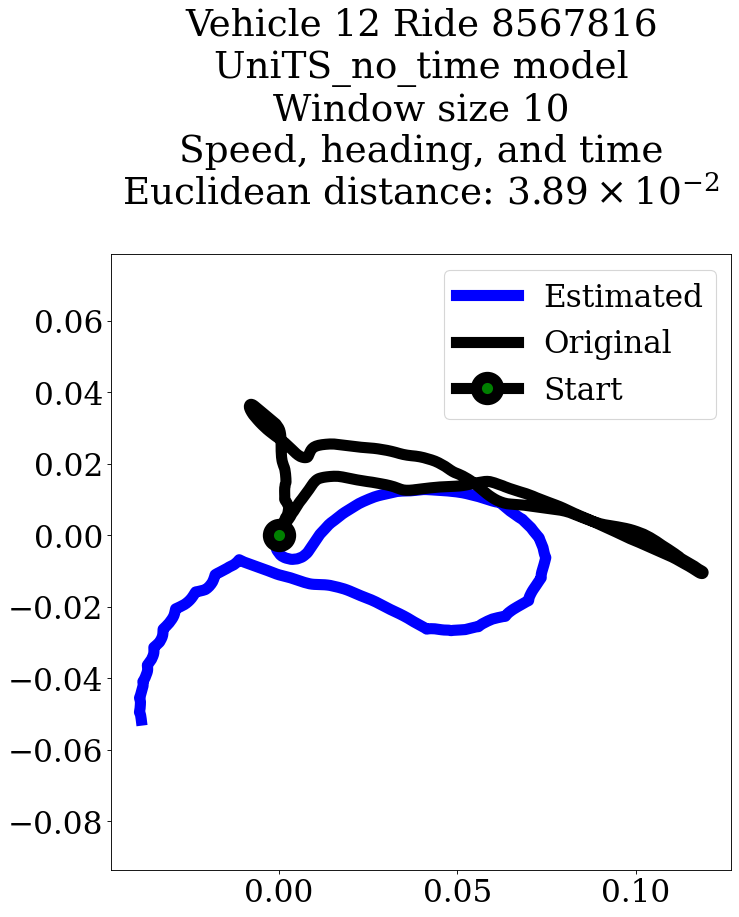 Vehicle 12 Ride 8567816
UniTS_no_time model
Window size 10
Speed, heading, and time
Euclidean distance: 3.89 × 10⁻²
Estimated
Original
Start
0.06
0.04
0.02
0.00
−0.02
−0.04
−0.06
−0.08
0.00 0.05 0.10